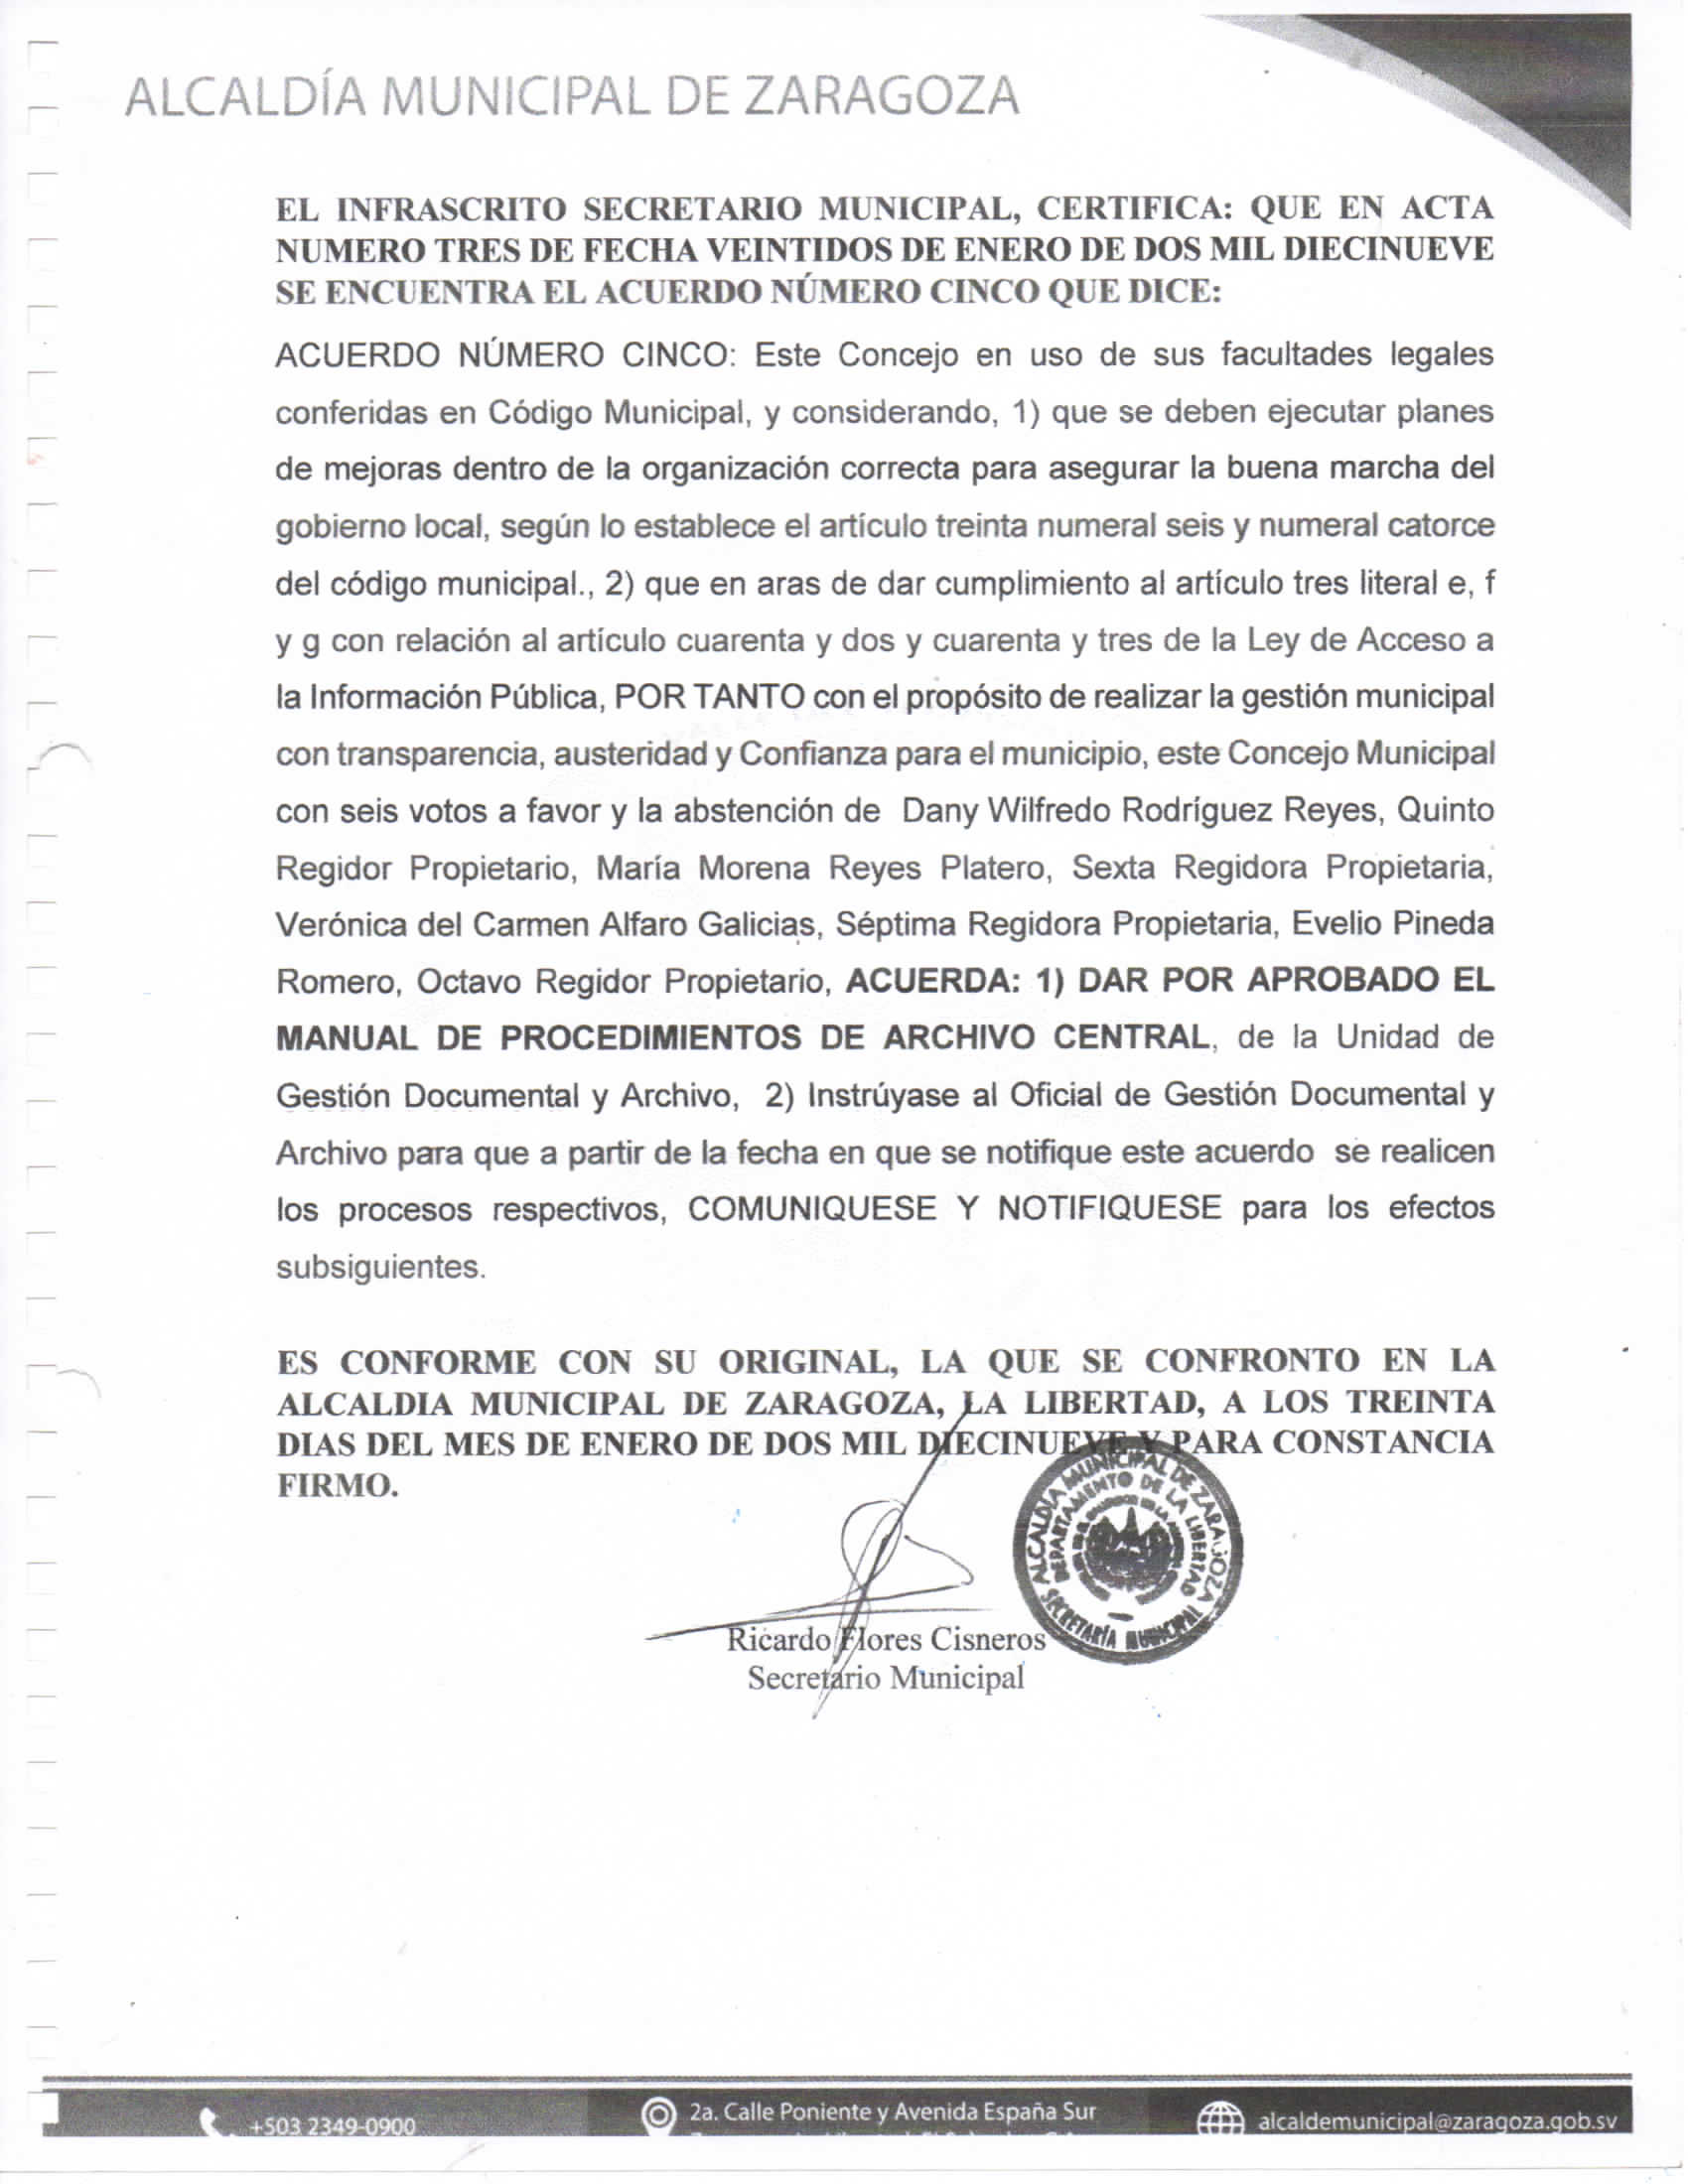 ALCALDÍA MUNICIPAL DE ZARAGOZA
EL INFRASCRITO SECRETARIO MUNICIPAL, CERTIFICA: QUE EN ACTA
NUMERO TRES DE FECHA VEINTIDOS DE ENERO DE DOS MIL DIECINUEVE
SE ENCUENTRA EL ACUERDO NÚMERO CINCO QUE DICE:
ACUERDO NÚMERO CINCO: Este Concejo en uso de sus facultades legales
conferidas en Código Municipal, y considerando, 1) que se deben ejecutar planes
de mejoras dentro de la organización correcta para asegurar la buena marcha del
gobierno local, según lo establece el artículo treinta numeral seis y numeral catorce
del código municipal., 2) que en aras de dar cumplimiento al artículo tres literal e, f
y g con relación al artículo cuarenta y dos y cuarenta y tres de la Ley de Acceso a
la Información Pública, POR TANTO con el propósito de realizar la gestión municipal
con transparencia, austeridad y Confianza para el municipio, este Concejo Municipal
con seis votos a favor y la abstención de Dany Wilfredo Rodríguez Reyes, Quinto
Regidor Propietario, María Morena Reyes Platero, Sexta Regidora Propietaria,
Verónica del Carmen Alfaro Galicias, Séptima Regidora Propietaria, Evelio Pineda
Romero, Octavo Regidor Propietario, ACUERDA: 1) DAR POR APROBADO EL
MANUAL DE PROCEDIMIENTOS DE ARCHIVO CENTRAL, de la Unidad de
Gestión Documental y Archivo, 2) Instrúyase al Oficial de Gestión Documental y
Archivo para que a partir de la fecha en que se notifique este acuerdo se realicen
los procesos respectivos, COMUNIQUESE Y NOTIFIQUESE para los efectos
subsiguientes.
ES CONFORME CON SU ORIGINAL, LA QUE SE CONFRONTO EN LA
ALCALDIA MUNICIPAL DE ZARAGOZA, LA LIBERTAD, A LOS TREINTA
DIAS DEL MES DE ENERO DE DOS MIL DIECINUEVE Y PARA CONSTANCIA
FIRMO.
ALCALDÍA MUNICIPAL DE ZARAGOZA
DEPARTAMENTO DE LA LIBERTAD
SECRETARÍA MUNICIPAL
Ricardo Flores Cisneros
Secretario Municipal
+503 2349-0900
2a. Calle Poniente y Avenida España Sur
alcaldemunicipal@zaragoza.gob.sv